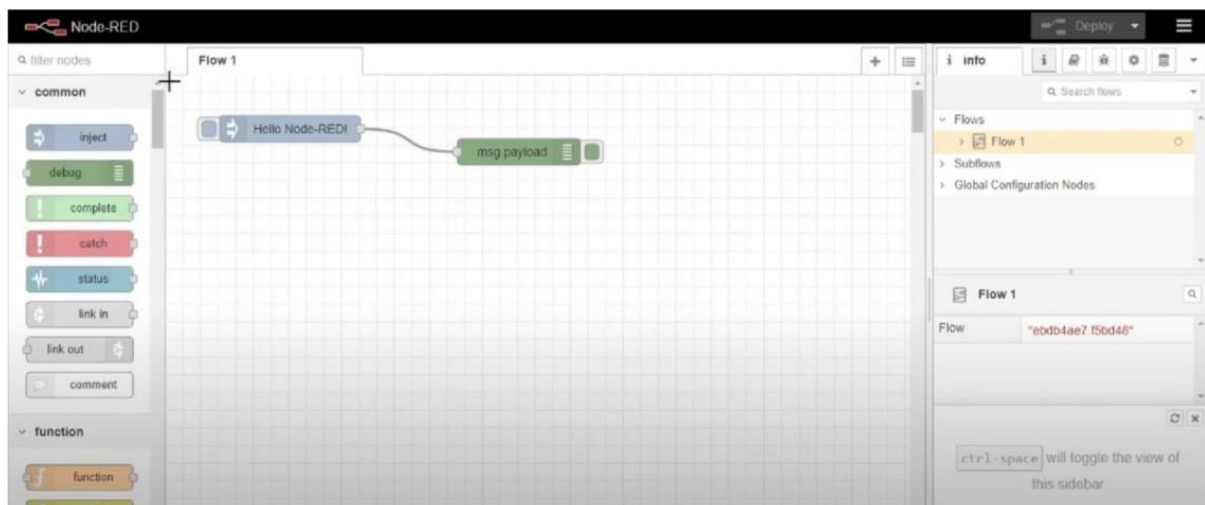 Node-RED
Deploy
filter nodes
Flow 1
i info
i
Search flows
common
inject
debug
complete
catch
status
link in
link out
comment
function
function
Hello Node-RED!
msg payload
Flows
Flow 1
Subflows
Global Configuration Nodes
Flow 1
Flow "ebdb4ae7.f5bd48"
ctrl-space will toggle the view of
this sidebar